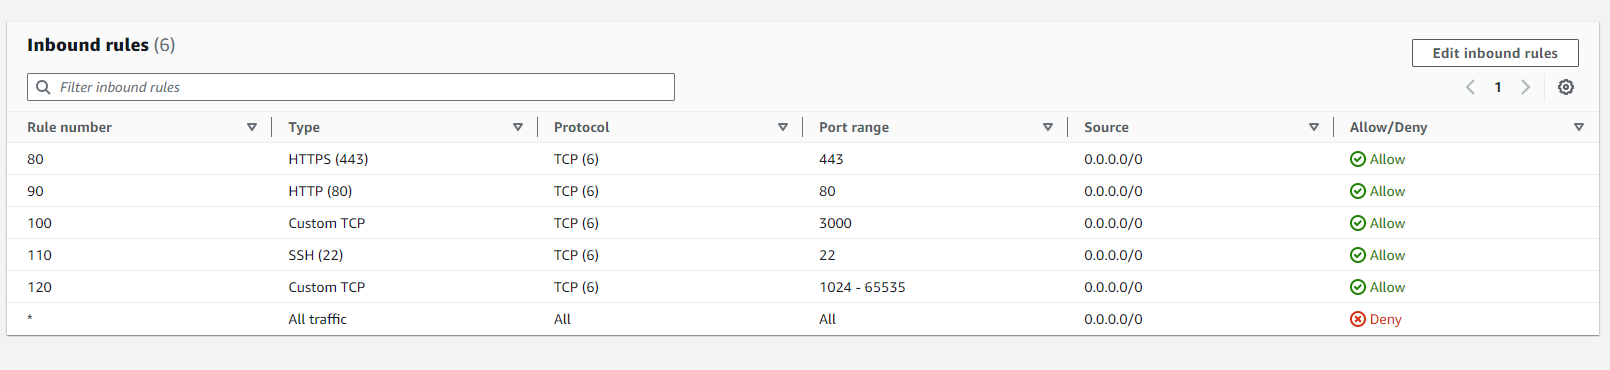 Inbound rules (6)
Edit inbound rules
Filter inbound rules
1
Rule number Type Protocol Port range Source Allow/Deny
80 HTTPS (443) TCP (6) 443 0.0.0.0/0 Allow
90 HTTP (80) TCP (6) 80 0.0.0.0/0 Allow
100 Custom TCP TCP (6) 3000 0.0.0.0/0 Allow
110 SSH (22) TCP (6) 22 0.0.0.0/0 Allow
120 Custom TCP TCP (6) 1024 - 65535 0.0.0.0/0 Allow
* All traffic All All 0.0.0.0/0 Deny